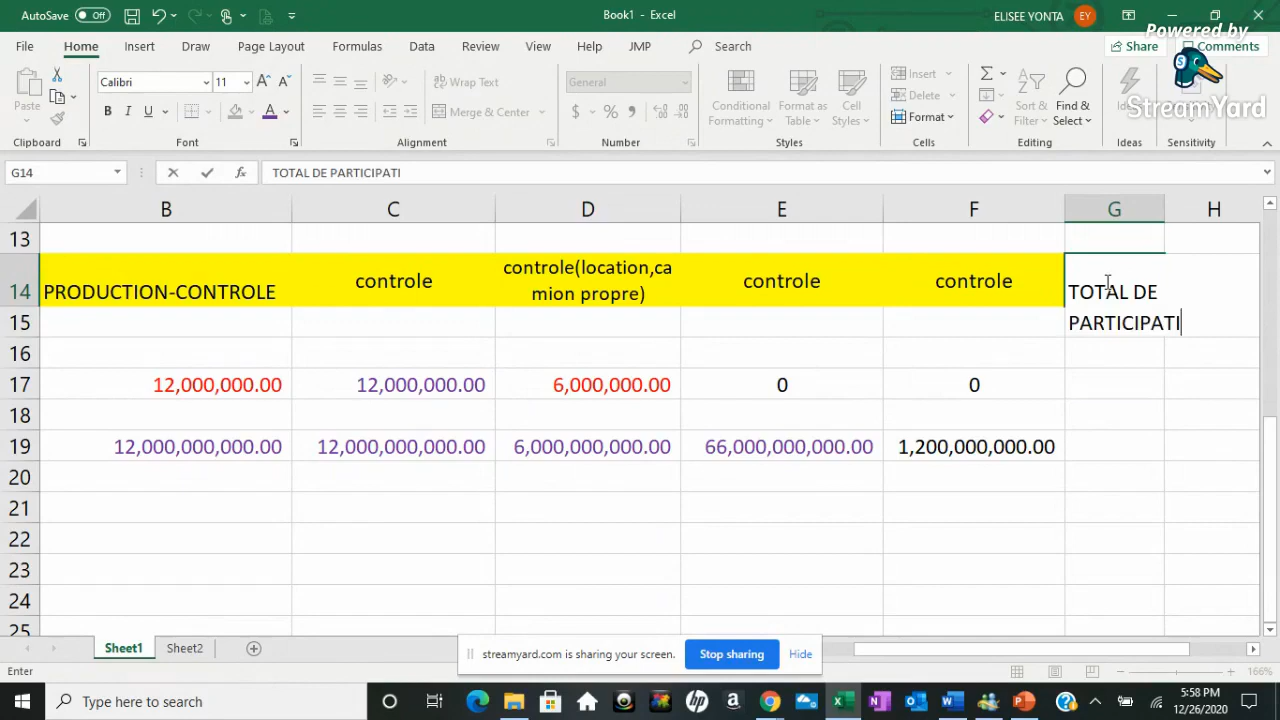 AutoSave Off
Book1 - Excel
ELISEE YONTA
EY
Powered by
StreamYard
File Home Insert Draw Page Layout Formulas Data Review View Help JMP Search
Share Comments
Paste
Calibri 11
Wrap Text
General
Merge & Center
Conditional Formatting
Format as Table
Cell Styles
Insert
Delete
Format
Sort & Filter
Find & Select
Clipboard Font Alignment Number Styles Cells Editing Ideas Sensitivity
G14
TOTAL DE PARTICIPATI
B C D E F G H
13
14 PRODUCTION-CONTROLE controle controle(location,ca
mion propre) controle controle TOTAL DE
15 PARTICIPATI
16
17 12,000,000.00 12,000,000.00 6,000,000.00 0 0
18
19 12,000,000,000.00 12,000,000,000.00 6,000,000,000.00 66,000,000,000.00 1,200,000,000.00
20
21
22
23
24
25
Sheet1 Sheet2
streamyard.com is sharing your screen. Stop sharing Hide
Enter
166%
Type here to search
5:58 PM
12/26/2020